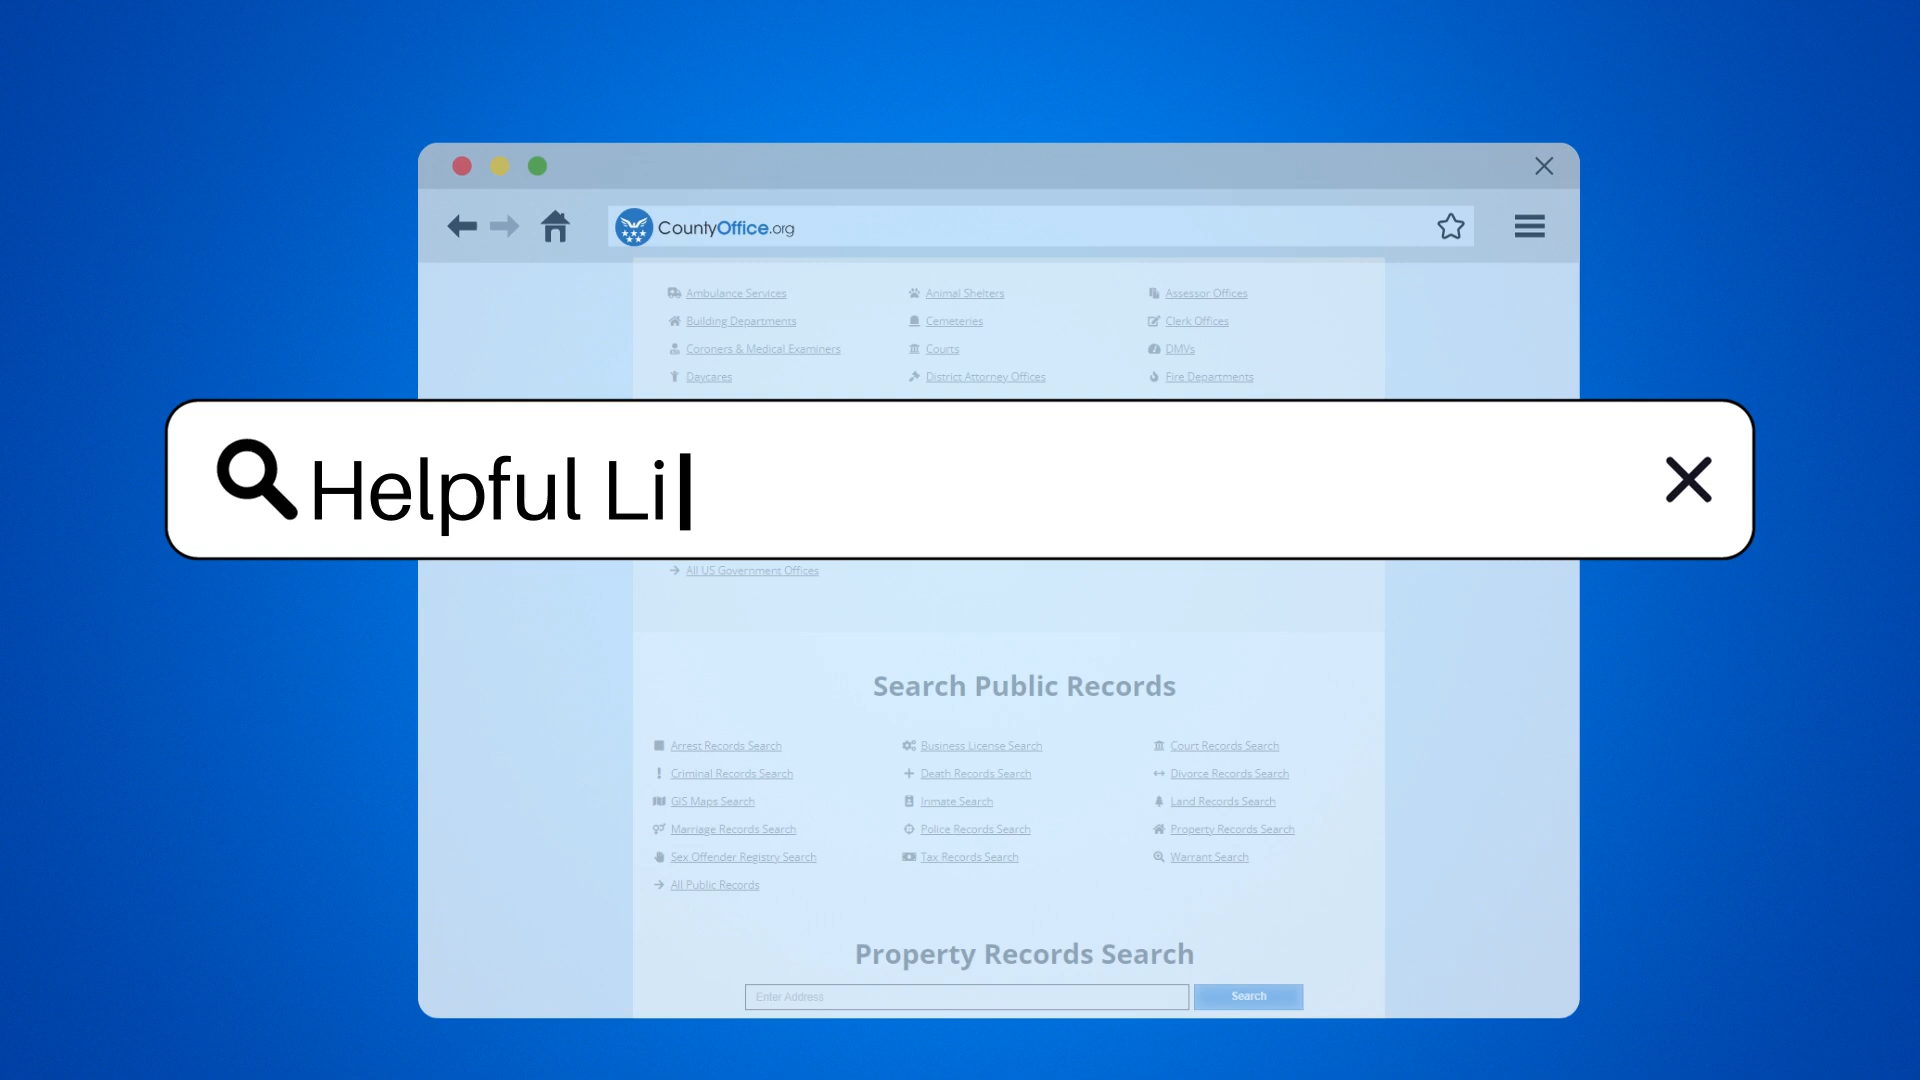 CountyOffice.org
Ambulance Services Animal Shelters Assessor Offices
Building Departments Cemeteries Clerk Offices
Coroners & Medical Examiners Courts DMVs
Daycares District Attorney Offices Fire Departments
Helpful Li
All US Government Offices
Search Public Records
Arrest Records Search Business License Search Court Records Search
Criminal Records Search Death Records Search Divorce Records Search
GIS Maps Search Inmate Search Land Records Search
Marriage Records Search Police Records Search Property Records Search
Sex Offender Registry Search Tax Records Search Warrant Search
All Public Records
Property Records Search
Enter Address Search